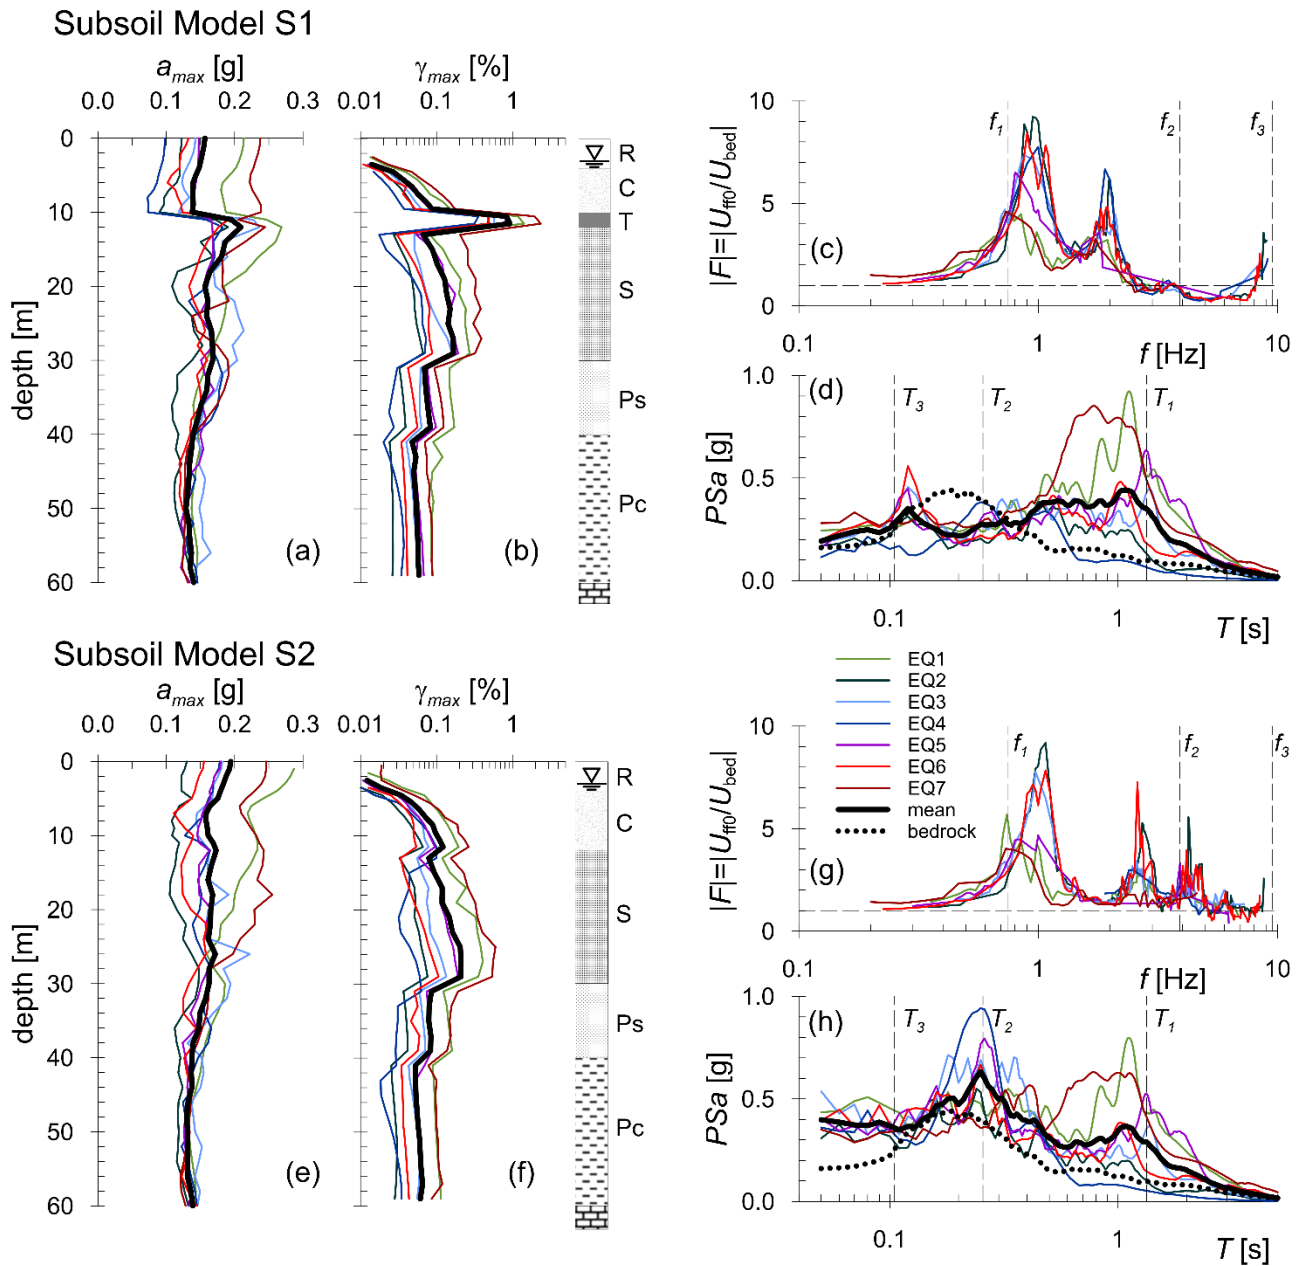 Subsoil Model S1
a_max [g]
0.0 0.1 0.2 0.3
γ_max [%]
0.01 0.1 1
depth [m]
0
10
20
30
40
50
60
(a)
(b)
R
C
T
S
Ps
Pc
|F|=|U_ff0/U_bed|
10
5
0
f_1
f_2
f_3
(c)
0.1 1 10
f [Hz]
PSa [g]
1.0
0.5
0.0
(d)
T_3
T_2
T_1
0.1 1
T [s]
Subsoil Model S2
a_max [g]
0.0 0.1 0.2 0.3
γ_max [%]
0.01 0.1 1
depth [m]
0
10
20
30
40
50
60
(e)
(f)
R
C
S
Ps
Pc
EQ1
EQ2
EQ3
EQ4
EQ5
EQ6
EQ7
mean
bedrock
|F|=|U_ff0/U_bed|
10
5
0
f_1
f_2
f_3
(g)
0.1 1 10
f [Hz]
PSa [g]
1.0
0.5
0.0
(h)
T_3
T_2
T_1
0.1 1
T [s]